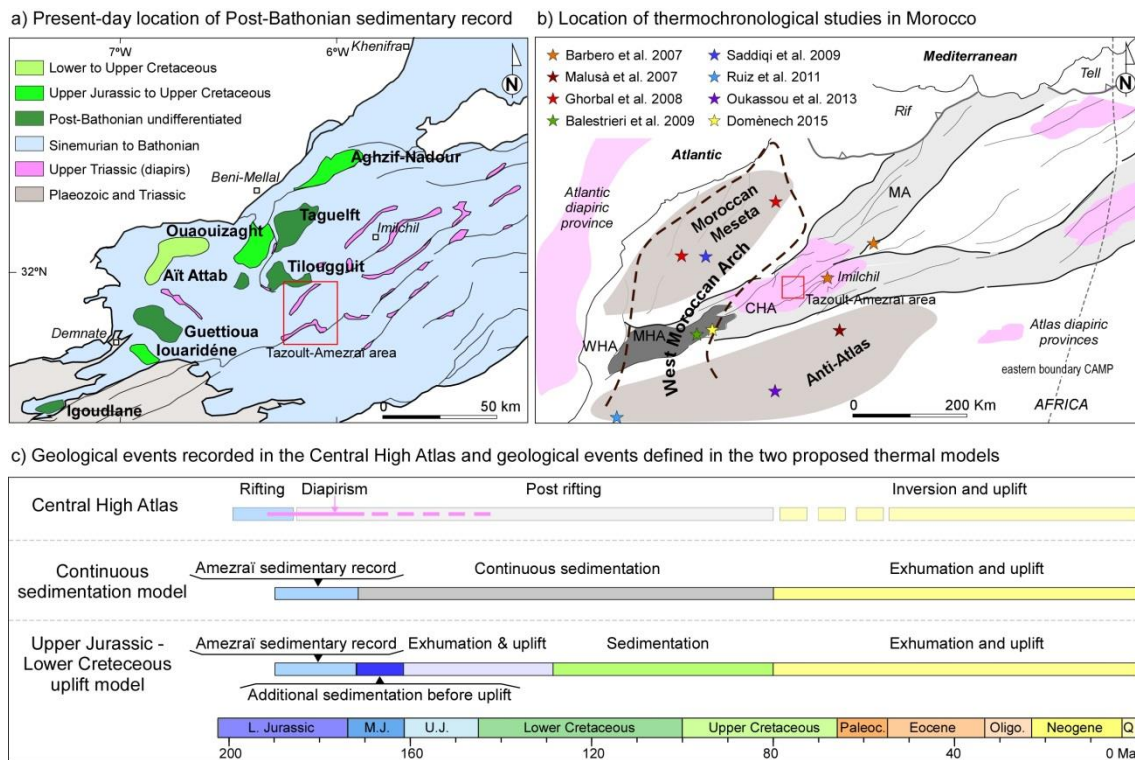 a) Present-day location of Post-Bathonian sedimentary record
7°W
6°W
Khenifra
N
Lower to Upper Cretaceous
Upper Jurassic to Upper Cretaceous
Post-Bathonian undifferentiated
Sinemurian to Bathonian
Upper Triassic (diapirs)
Plaeozoic and Triassic
Aghzif-Nadour
Beni-Mellal
Taguelft
Ouaouizaght
Imilchil
32°N
Aït Attab
Tilougguit
Guettioua
Demnate
Iouaridéne
Tazoult-Amezraï area
Igoudlane
0
50 km
b) Location of thermochronological studies in Morocco
Barbero et al. 2007
Saddiqi et al. 2009
Malusà et al. 2007
Ruiz et al. 2011
Ghorbal et al. 2008
Oukassou et al. 2013
Balestrieri et al. 2009
Domènech 2015
Mediterranean
Tell
N
Rif
Atlantic
Atlantic
diapiric
province
Moroccan
Meseta
MA
West Moroccan Arch
Imilchil
CHA
Tazoult-Amezraï area
WHA
MHA
Atlas diapiric
provinces
Anti-Atlas
eastern boundary CAMP
0
200 Km
AFRICA
c) Geological events recorded in the Central High Atlas and geological events defined in the two proposed thermal models
Central High Atlas
Rifting
Diapirism
Post rifting
Inversion and uplift
Continuous
sedimentation model
Amezraï sedimentary record
Continuous sedimentation
Exhumation and uplift
Upper Jurassic -
Lower Creteceous
uplift model
Amezraï sedimentary record
Exhumation & uplift
Sedimentation
Exhumation and uplift
Additional sedimentation before uplift
L. Jurassic
M.J.
U.J.
Lower Cretaceous
Upper Cretaceous
Paleoc.
Eocene
Oligo.
Neogene
Q
200
160
120
80
40
0 Ma